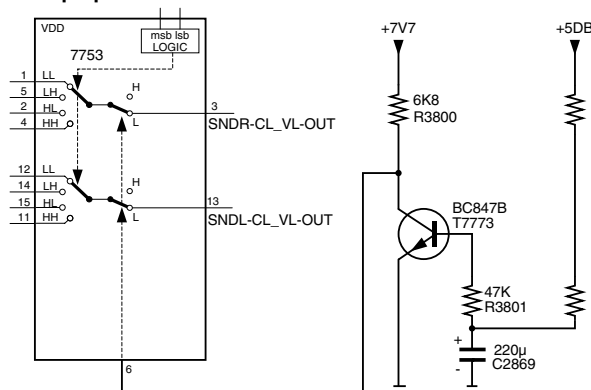 VDD
msb lsb
LOGIC
7753
1 LL
5 LH
2 HL
4 HH
H
L
3
SNDR-CL_VL-OUT
12 LL
14 LH
15 HL
11 HH
H
L
13
SNDL-CL_VL-OUT
6
+7V7
+5DB
6K8
R3800
BC847B
T7773
47K
R3801
+
220µ
-
C2869